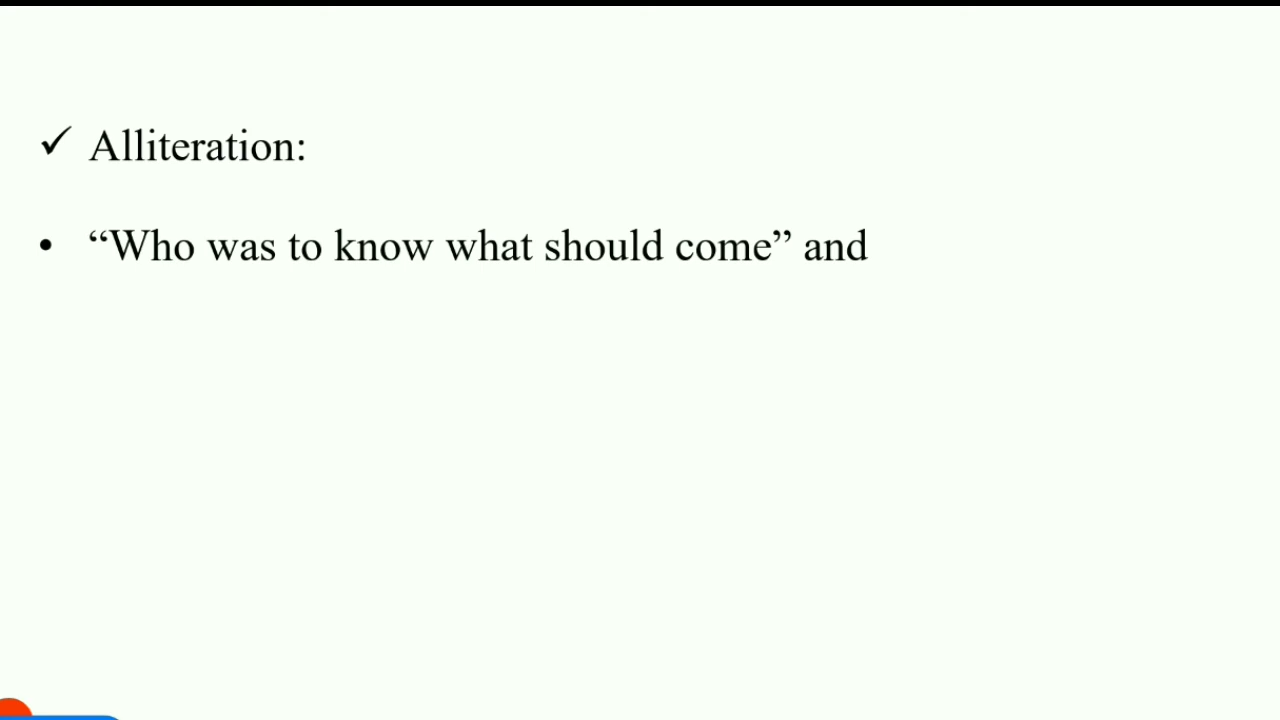 ✓ Alliteration:
• “Who was to know what should come” and